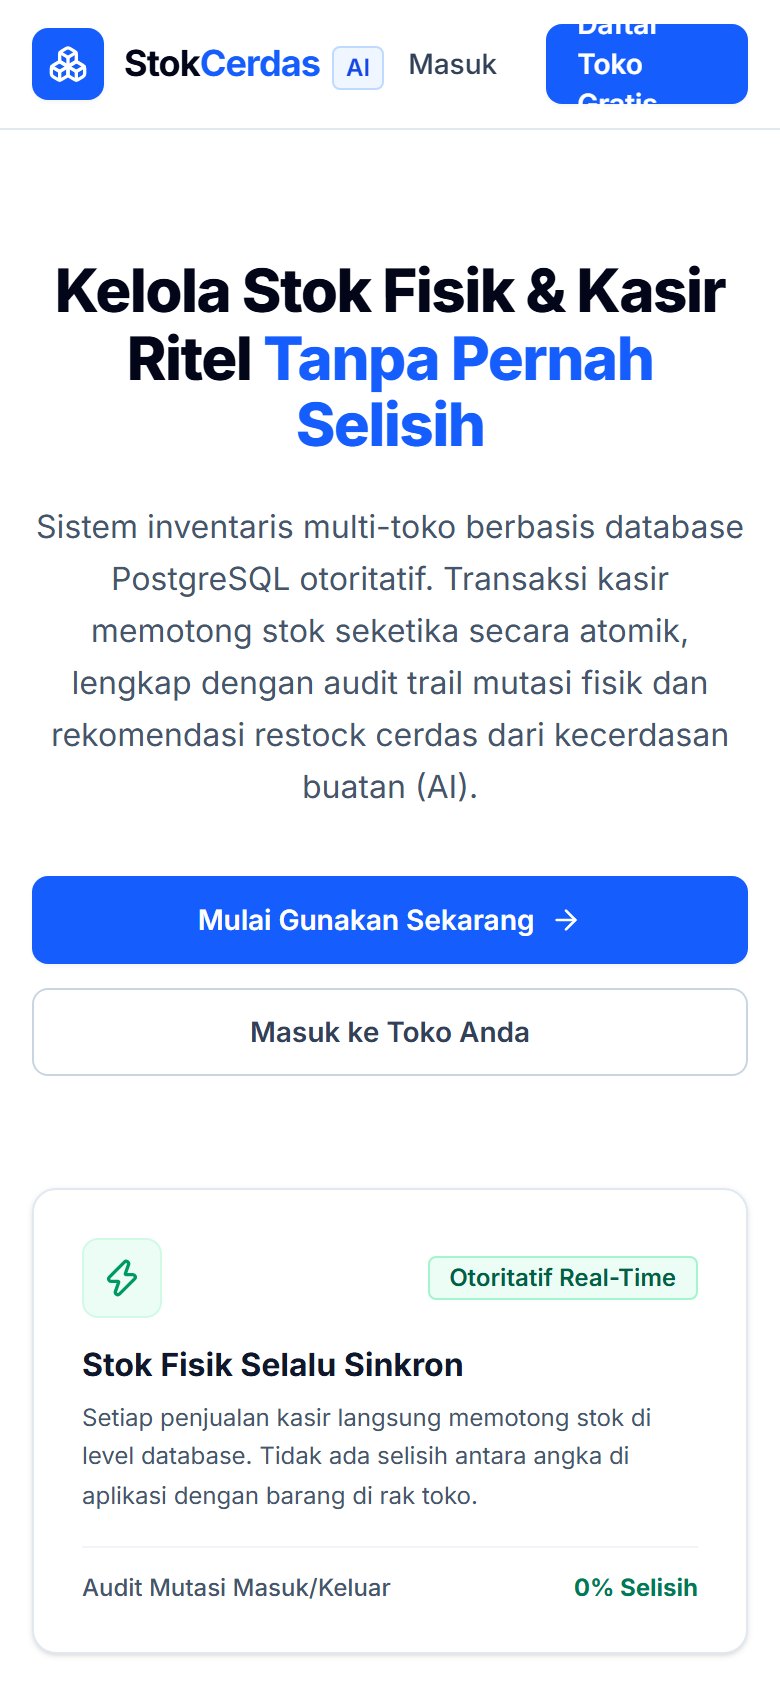 StokCerdas AI Masuk
Daftar
Toko
Gratis
Kelola Stok Fisik & Kasir
Ritel Tanpa Pernah
Selisih
Sistem inventaris multi-toko berbasis database
PostgreSQL otoritatif. Transaksi kasir
memotong stok seketika secara atomik,
lengkap dengan audit trail mutasi fisik dan
rekomendasi restock cerdas dari kecerdasan
buatan (AI).
Mulai Gunakan Sekarang
Masuk ke Toko Anda
Otoritatif Real-Time
Stok Fisik Selalu Sinkron
Setiap penjualan kasir langsung memotong stok di
level database. Tidak ada selisih antara angka di
aplikasi dengan barang di rak toko.
Audit Mutasi Masuk/Keluar 0% Selisih